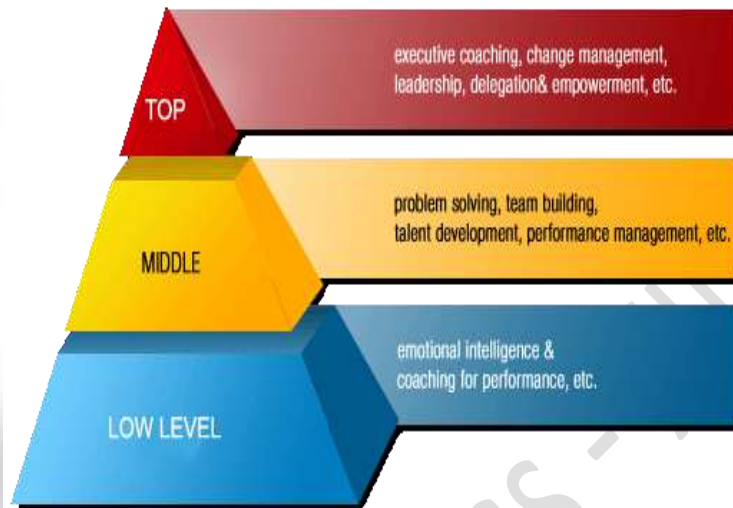 executive coaching, change management,
leadership, delegation& empowerment, etc.
TOP
problem solving, team building,
talent development, performance management, etc.
MIDDLE
emotional intelligence &
coaching for performance, etc.
LOW LEVEL